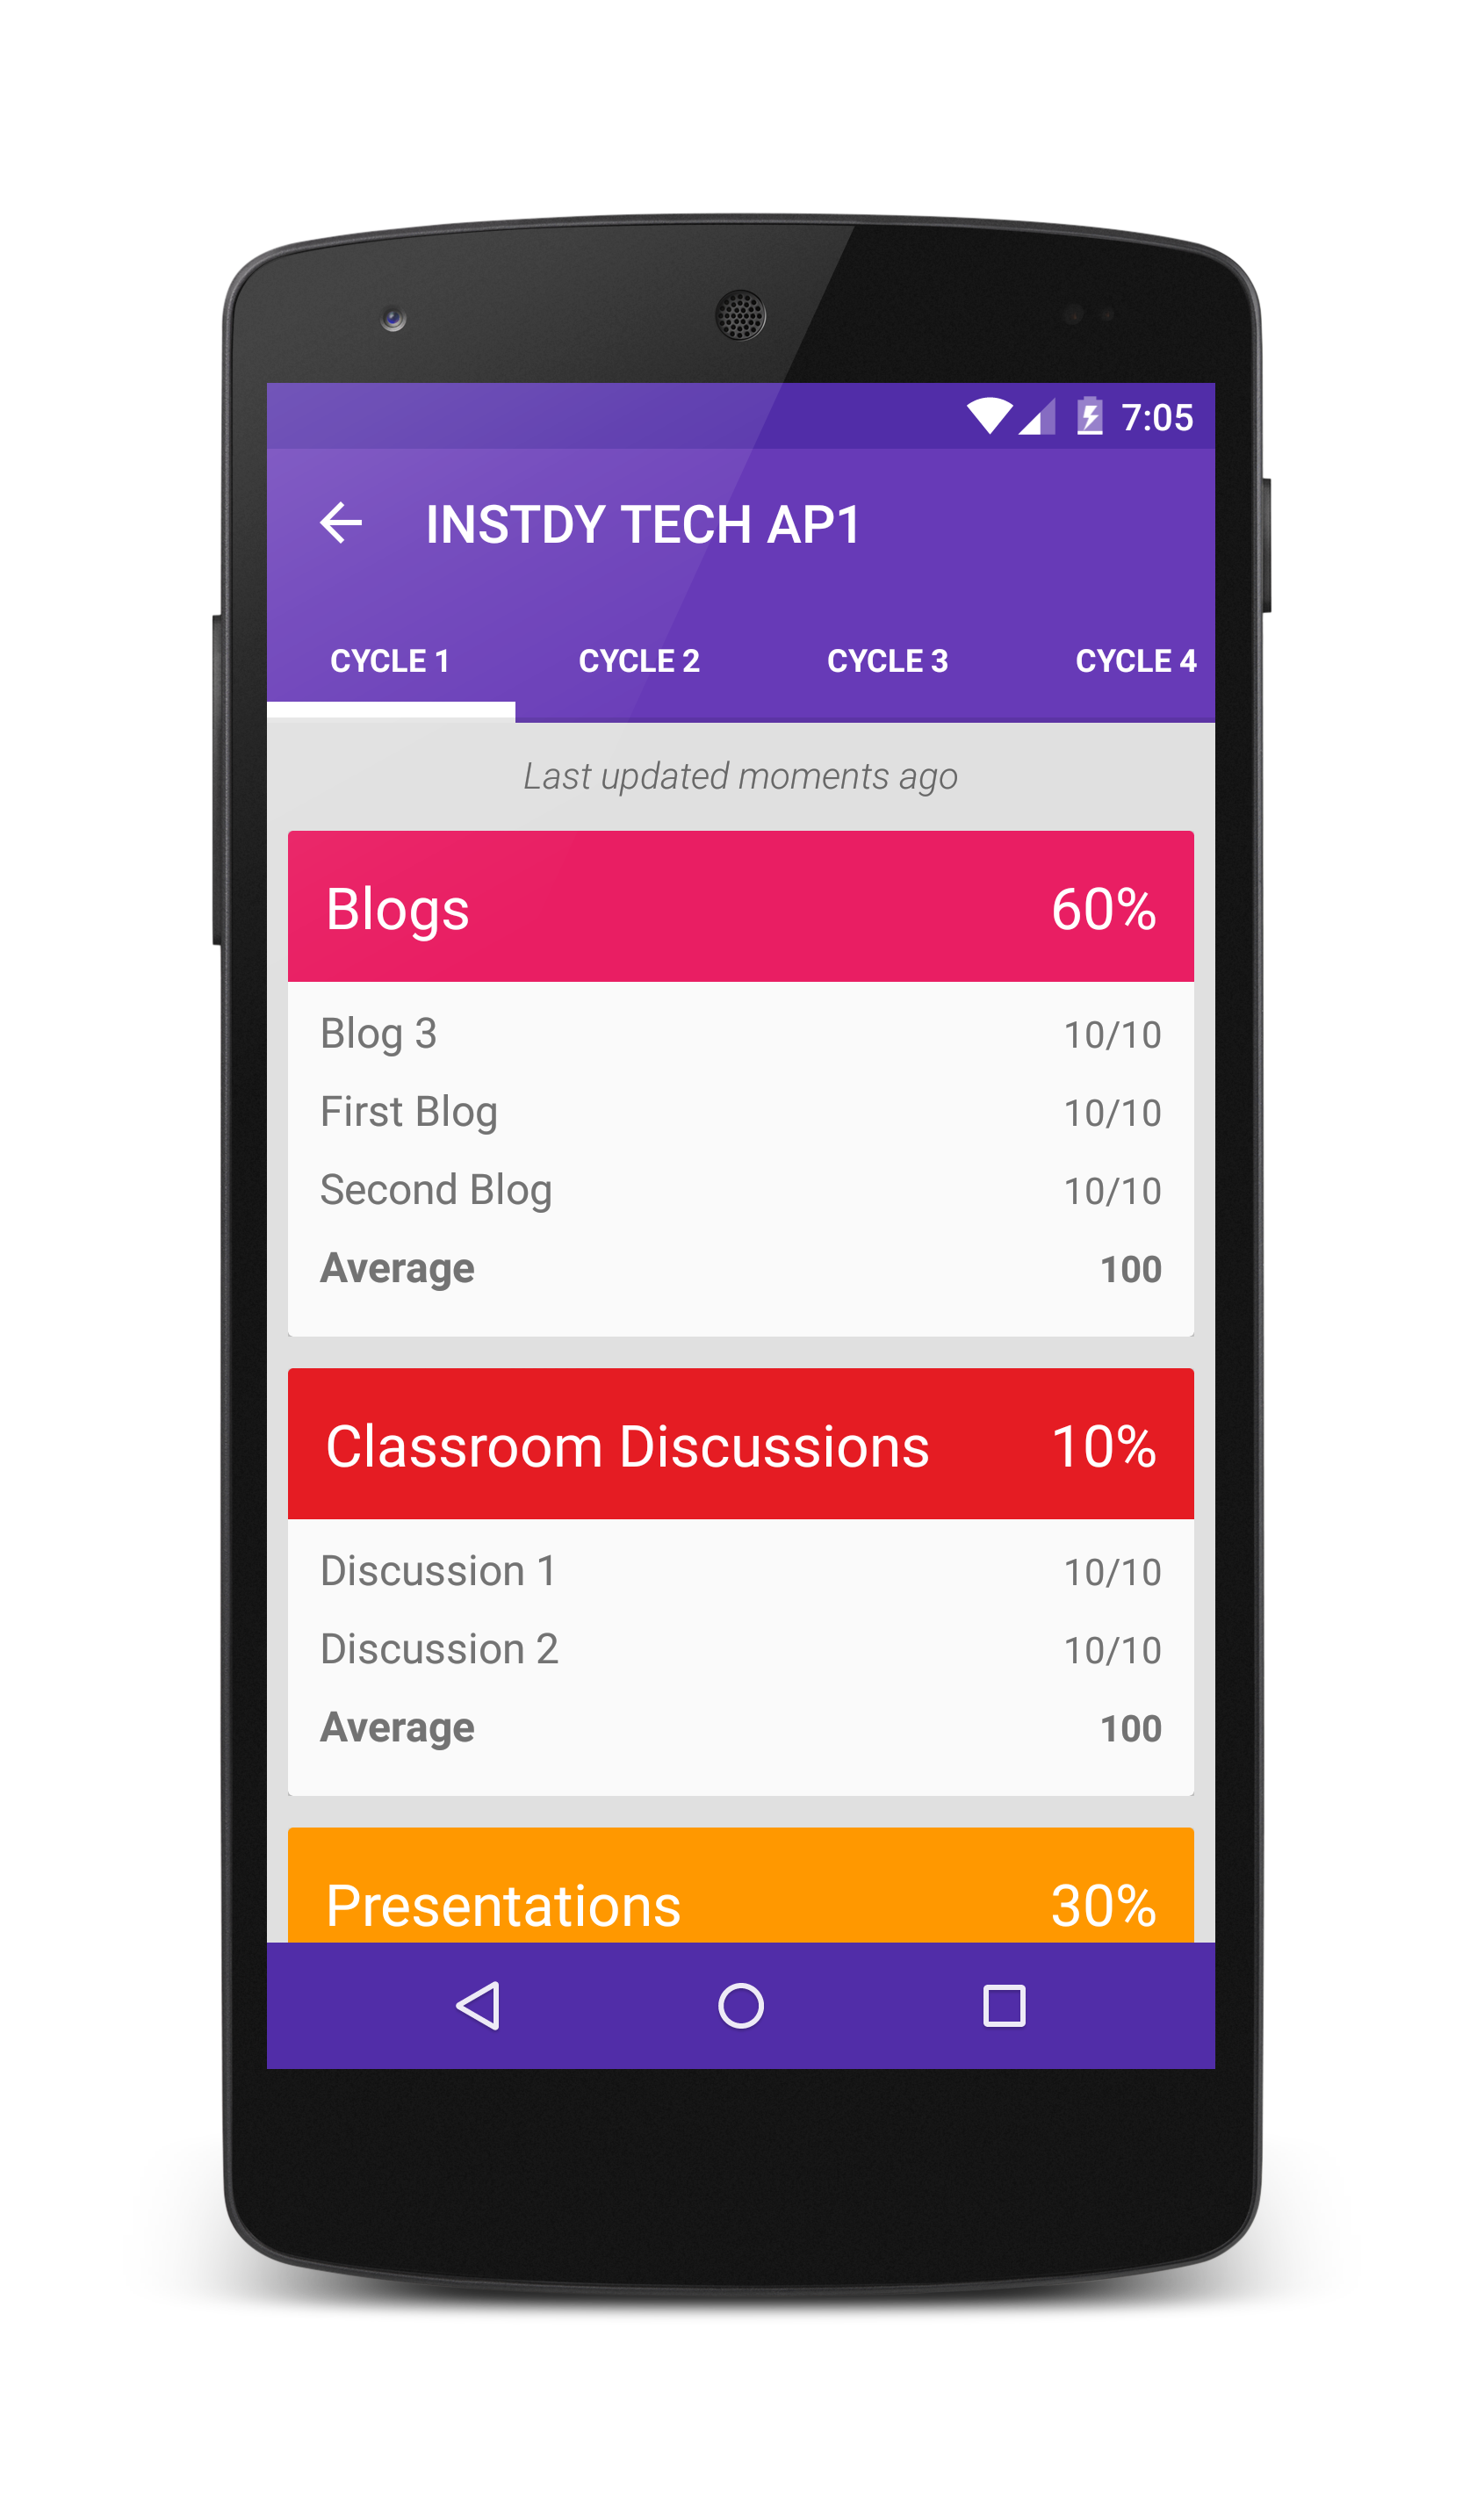 7:05
INSTDY TECH AP1
CYCLE 1 CYCLE 2 CYCLE 3 CYCLE 4
Last updated moments ago
Blogs 60%
Blog 3 10/10
First Blog 10/10
Second Blog 10/10
Average 100
Classroom Discussions 10%
Discussion 1 10/10
Discussion 2 10/10
Average 100
Presentations 30%